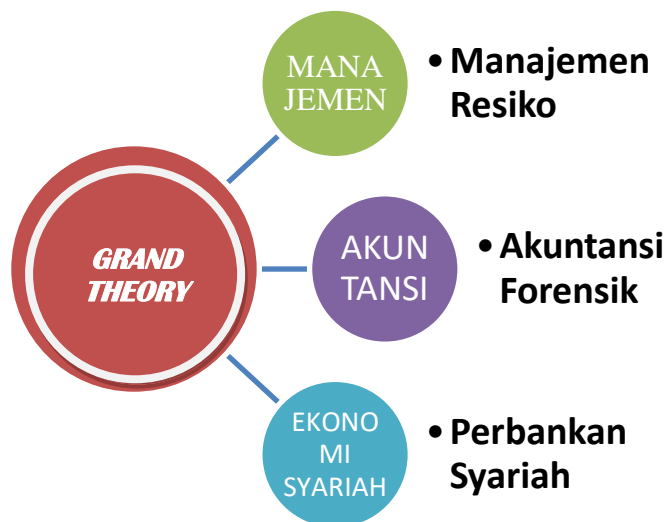 GRAND
THEORY
MANA
JEMEN
• Manajemen
Resiko
AKUN
TANSI
• Akuntansi
Forensik
EKONO
MI
SYARIAH
• Perbankan
Syariah